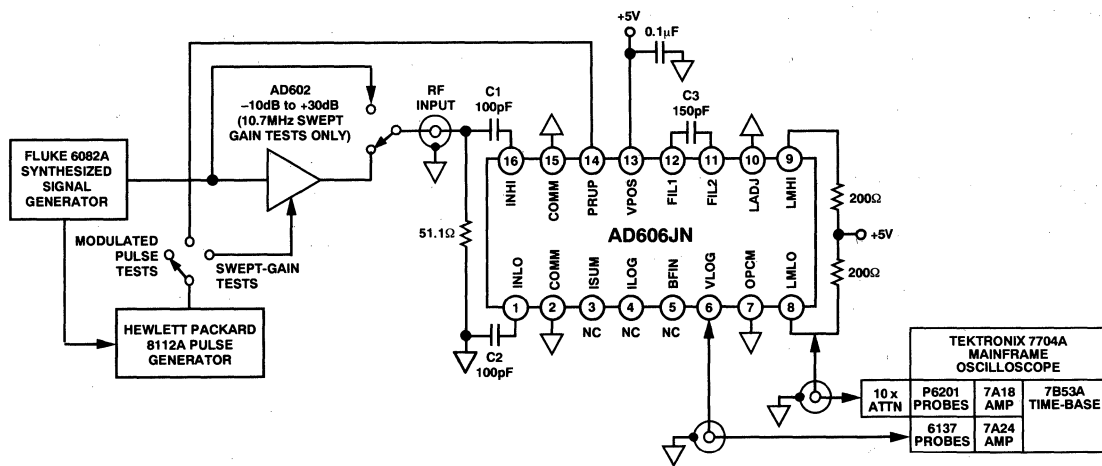 +5V
0.1µF
AD602
–10dB to +30dB
(10.7MHz SWEPT
GAIN TESTS ONLY)
RF
INPUT
C1
100pF
C3
150pF
FLUKE 6082A
SYNTHESIZED
SIGNAL
GENERATOR
16
15
14
13
12
11
10
9
INHI
COMM
PRUP
VPOS
FIL1
FIL2
LADJ
LMHI
200Ω
+5V
200Ω
51.1Ω
AD606JN
MODULATED
PULSE
TESTS
SWEPT-GAIN
TESTS
INLO
COMM
ISUM
ILOG
BFIN
VLOG
OPCM
LMLO
1
2
3
4
5
6
7
8
NC
NC
NC
C2
100pF
HEWLETT PACKARD
8112A PULSE
GENERATOR
TEKTRONIX 7704A
MAINFRAME
OSCILLOSCOPE
10 x
ATTN
P6201
PROBES
7A18
AMP
7B53A
TIME-BASE
6137
PROBES
7A24
AMP